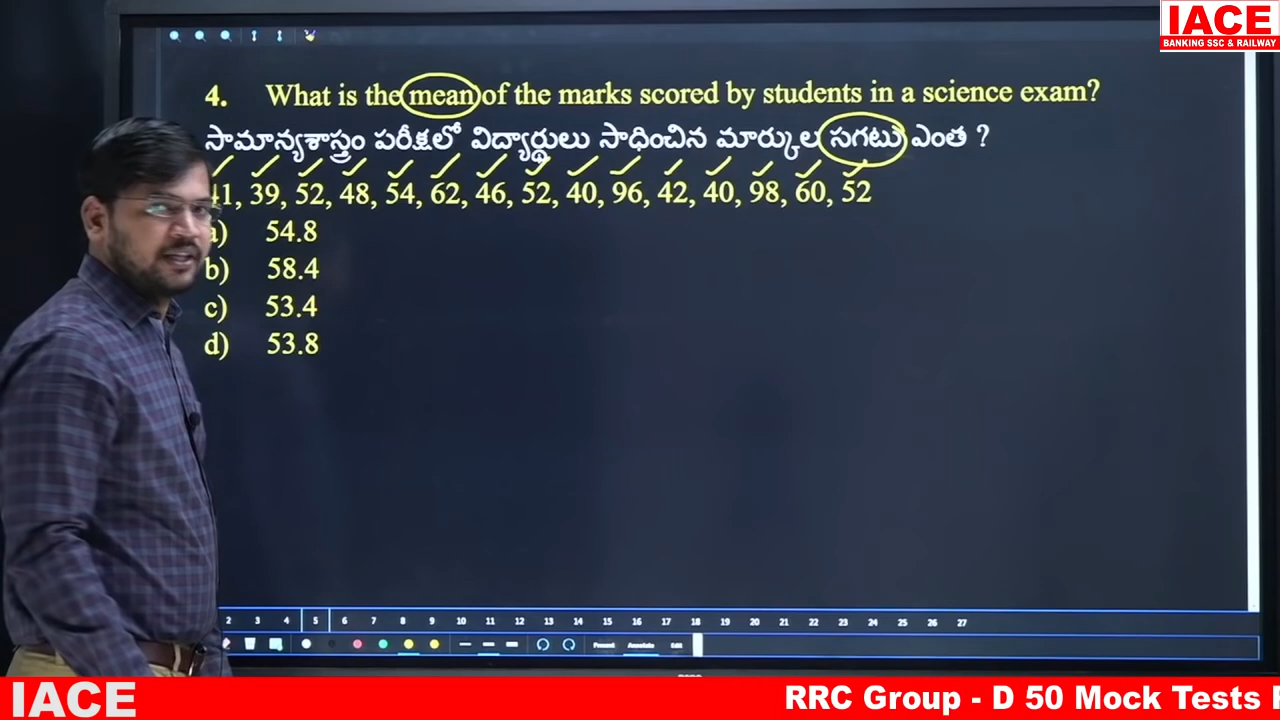 IACE
BANKING SSC & RAILWAY
4. What is the mean of the marks scored by students in a science exam?
సామాన్యశాస్త్రం పరీక్షలో విద్యార్థులు సాధించిన మార్కుల సగటు ఎంత ?
41, 39, 52, 48, 54, 62, 46, 52, 40, 96, 42, 40, 98, 60, 52
a) 54.8
b) 58.4
c) 53.4
d) 53.8
2 3 4 5 6 7 8 9 10 11 12 13 14 15 16 17 18 19 20 21 22 23 24 25 26 27
Present Annotate Edit
IACE
RRC Group - D 50 Mock Tests